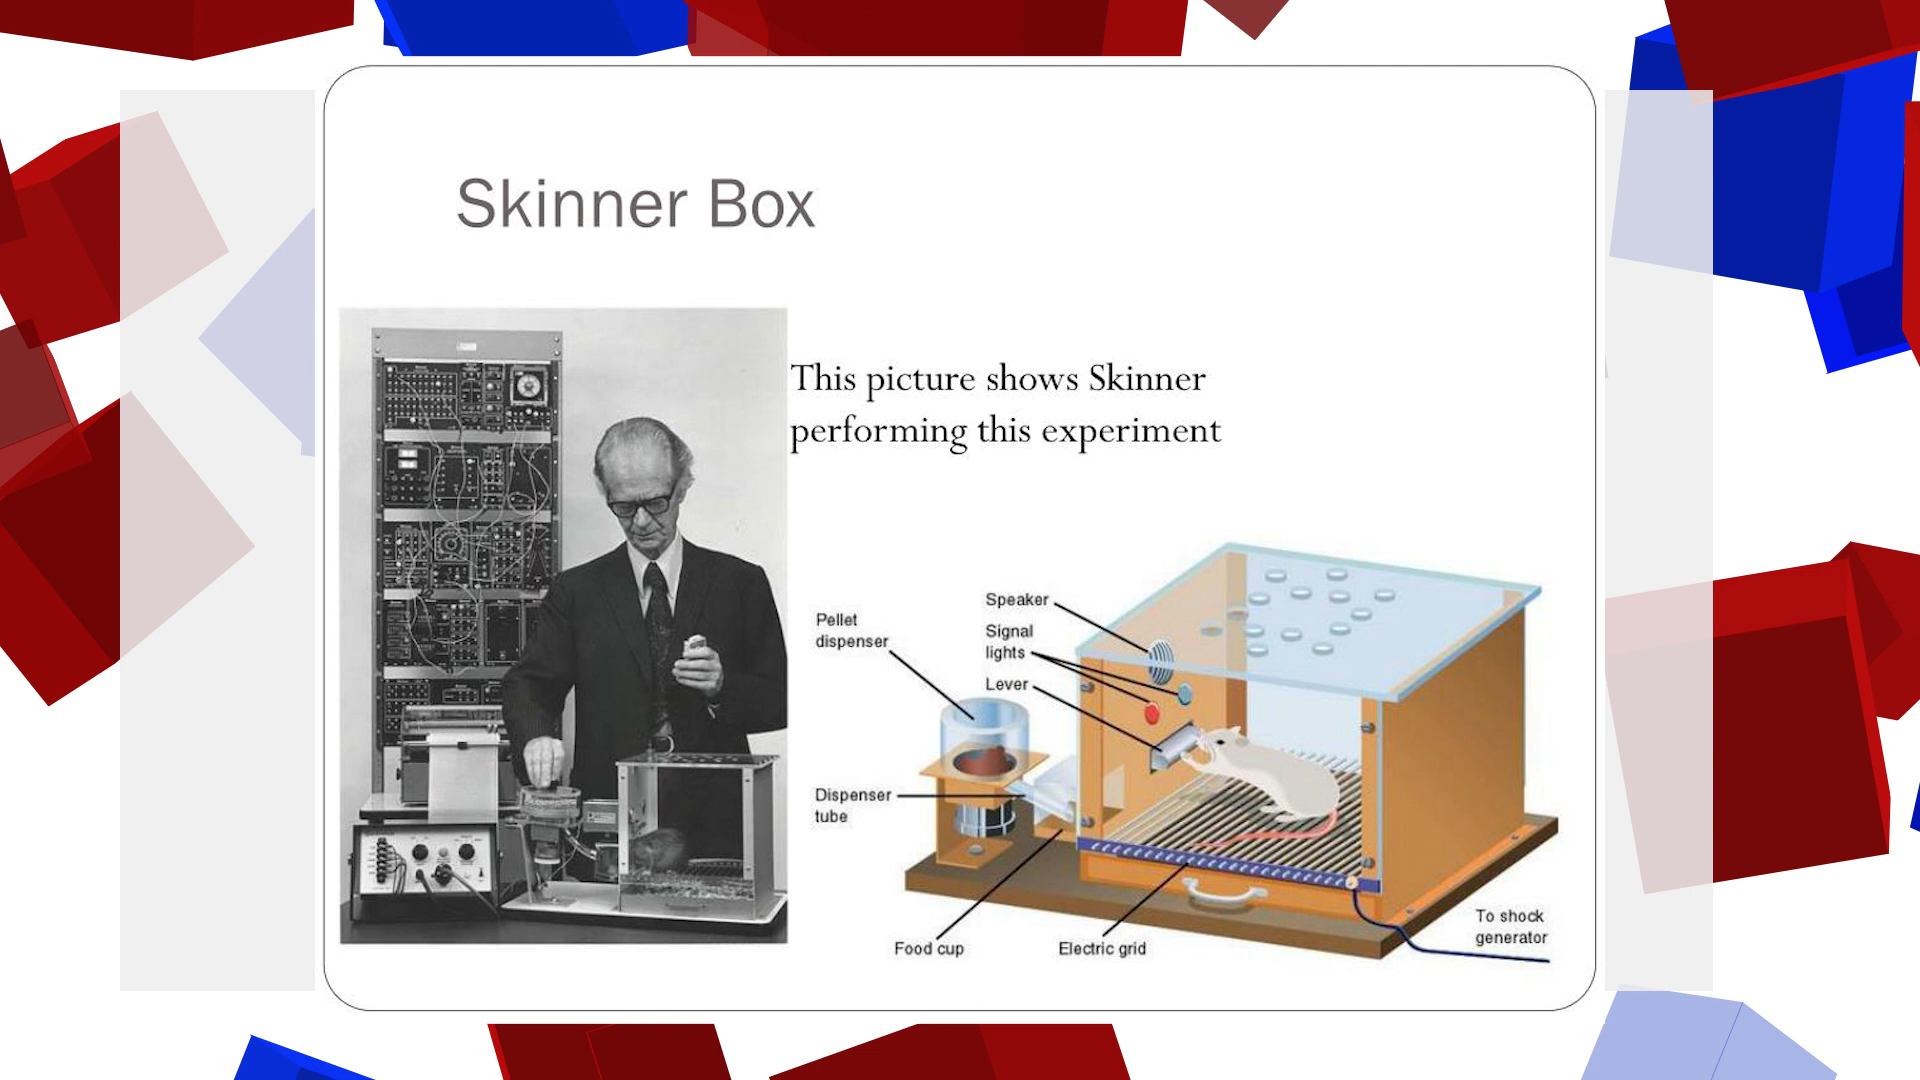 Skinner Box
This picture shows Skinner
performing this experiment
Speaker
Pellet
dispenser
Signal
lights
Lever
Dispenser
tube
To shock
generator
Food cup
Electric grid